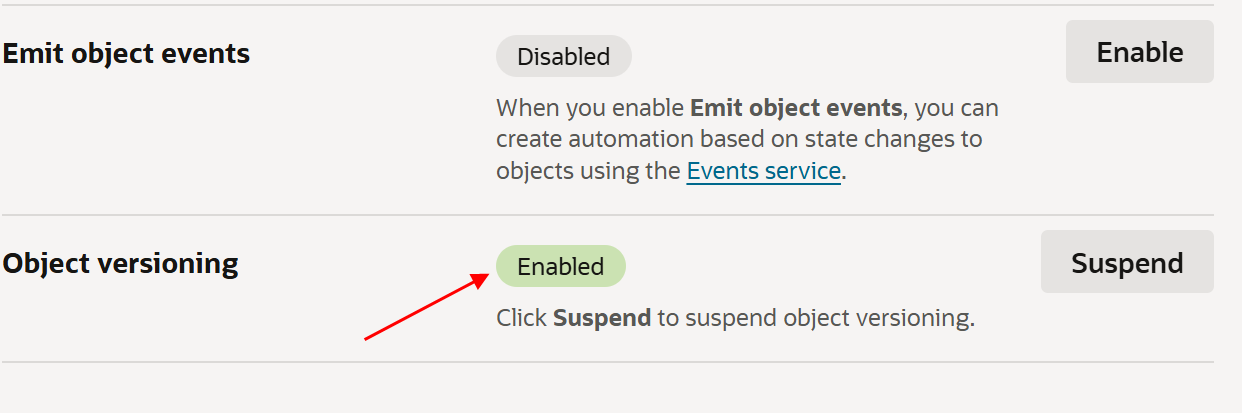 Emit object events
Disabled
Enable
When you enable Emit object events, you can
create automation based on state changes to
objects using the Events service.
Object versioning
Enabled
Suspend
Click Suspend to suspend object versioning.